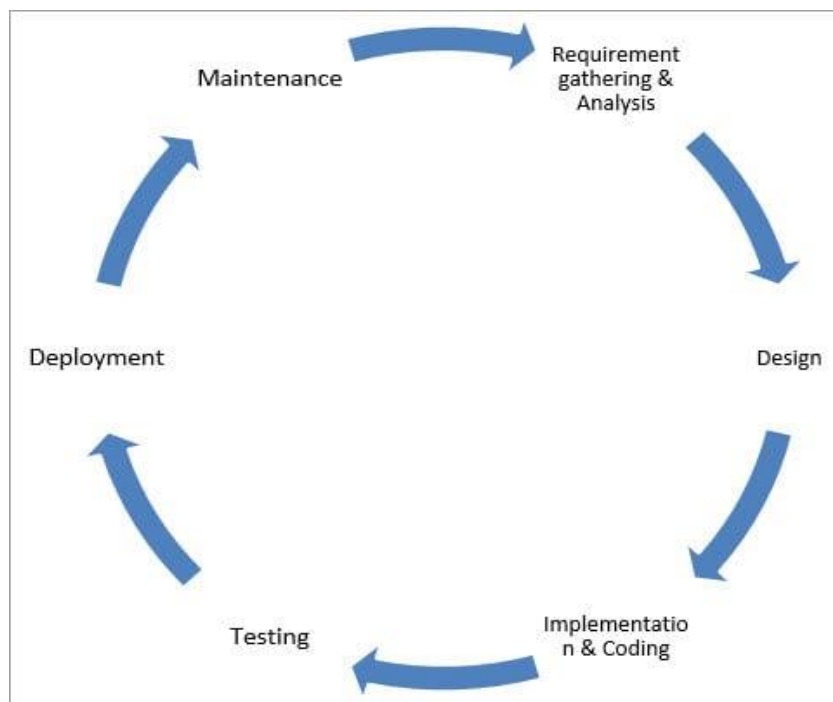 Maintenance
Requirement
gathering &
Analysis
Deployment
Design
Testing
Implementatio
n & Coding